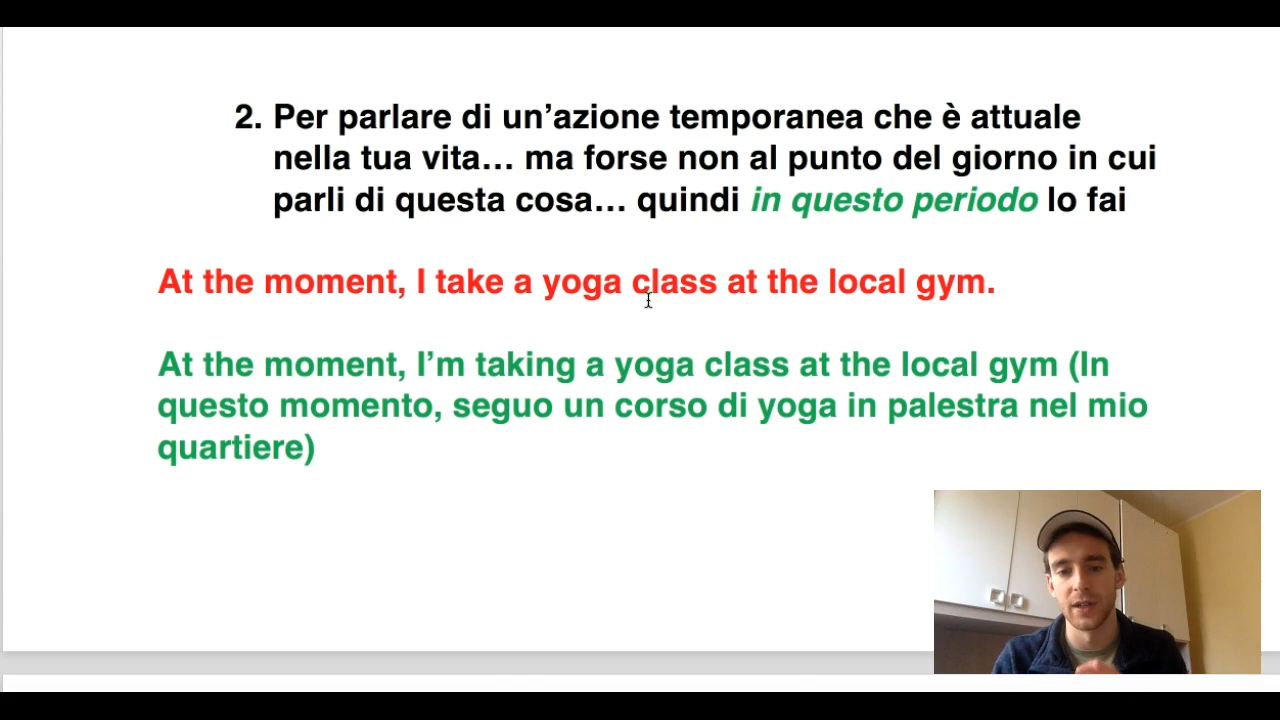 2. Per parlare di un’azione temporanea che è attuale
nella tua vita… ma forse non al punto del giorno in cui
parli di questa cosa… quindi in questo periodo lo fai
At the moment, I take a yoga class at the local gym.
At the moment, I’m taking a yoga class at the local gym (In
questo momento, seguo un corso di yoga in palestra nel mio
quartiere)